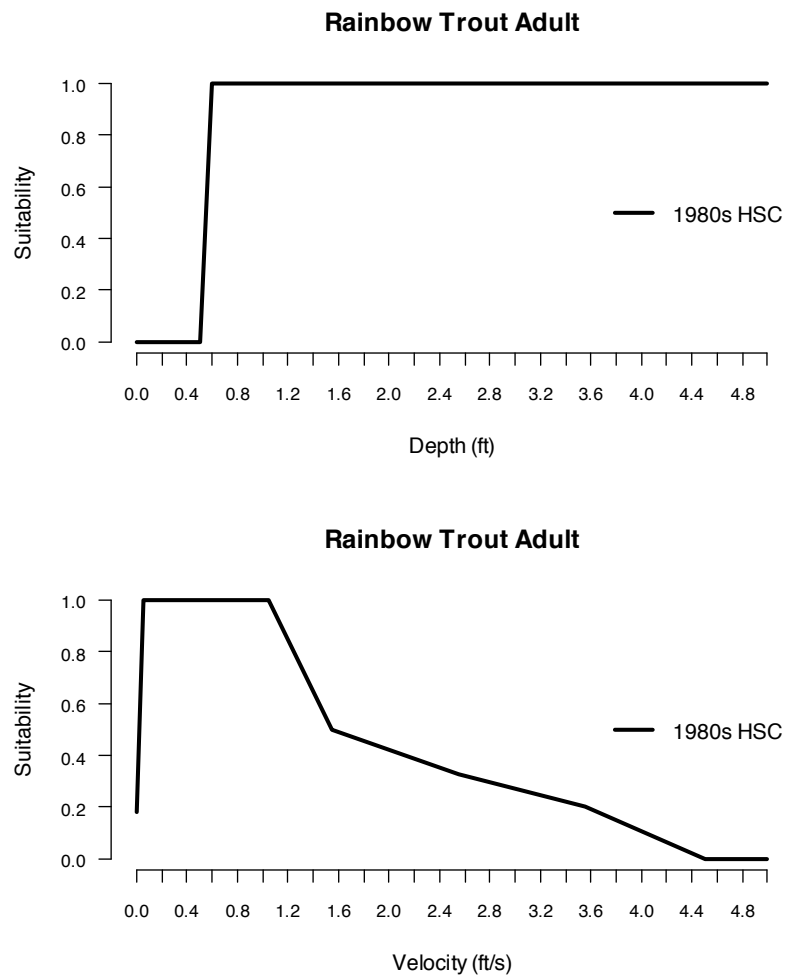 Rainbow Trout Adult
1.0
0.8
0.6
0.4
0.2
0.0
Suitability
1980s HSC
0.0 0.4 0.8 1.2 1.6 2.0 2.4 2.8 3.2 3.6 4.0 4.4 4.8
Depth (ft)
Rainbow Trout Adult
1.0
0.8
0.6
0.4
0.2
0.0
Suitability
1980s HSC
0.0 0.4 0.8 1.2 1.6 2.0 2.4 2.8 3.2 3.6 4.0 4.4 4.8
Velocity (ft/s)